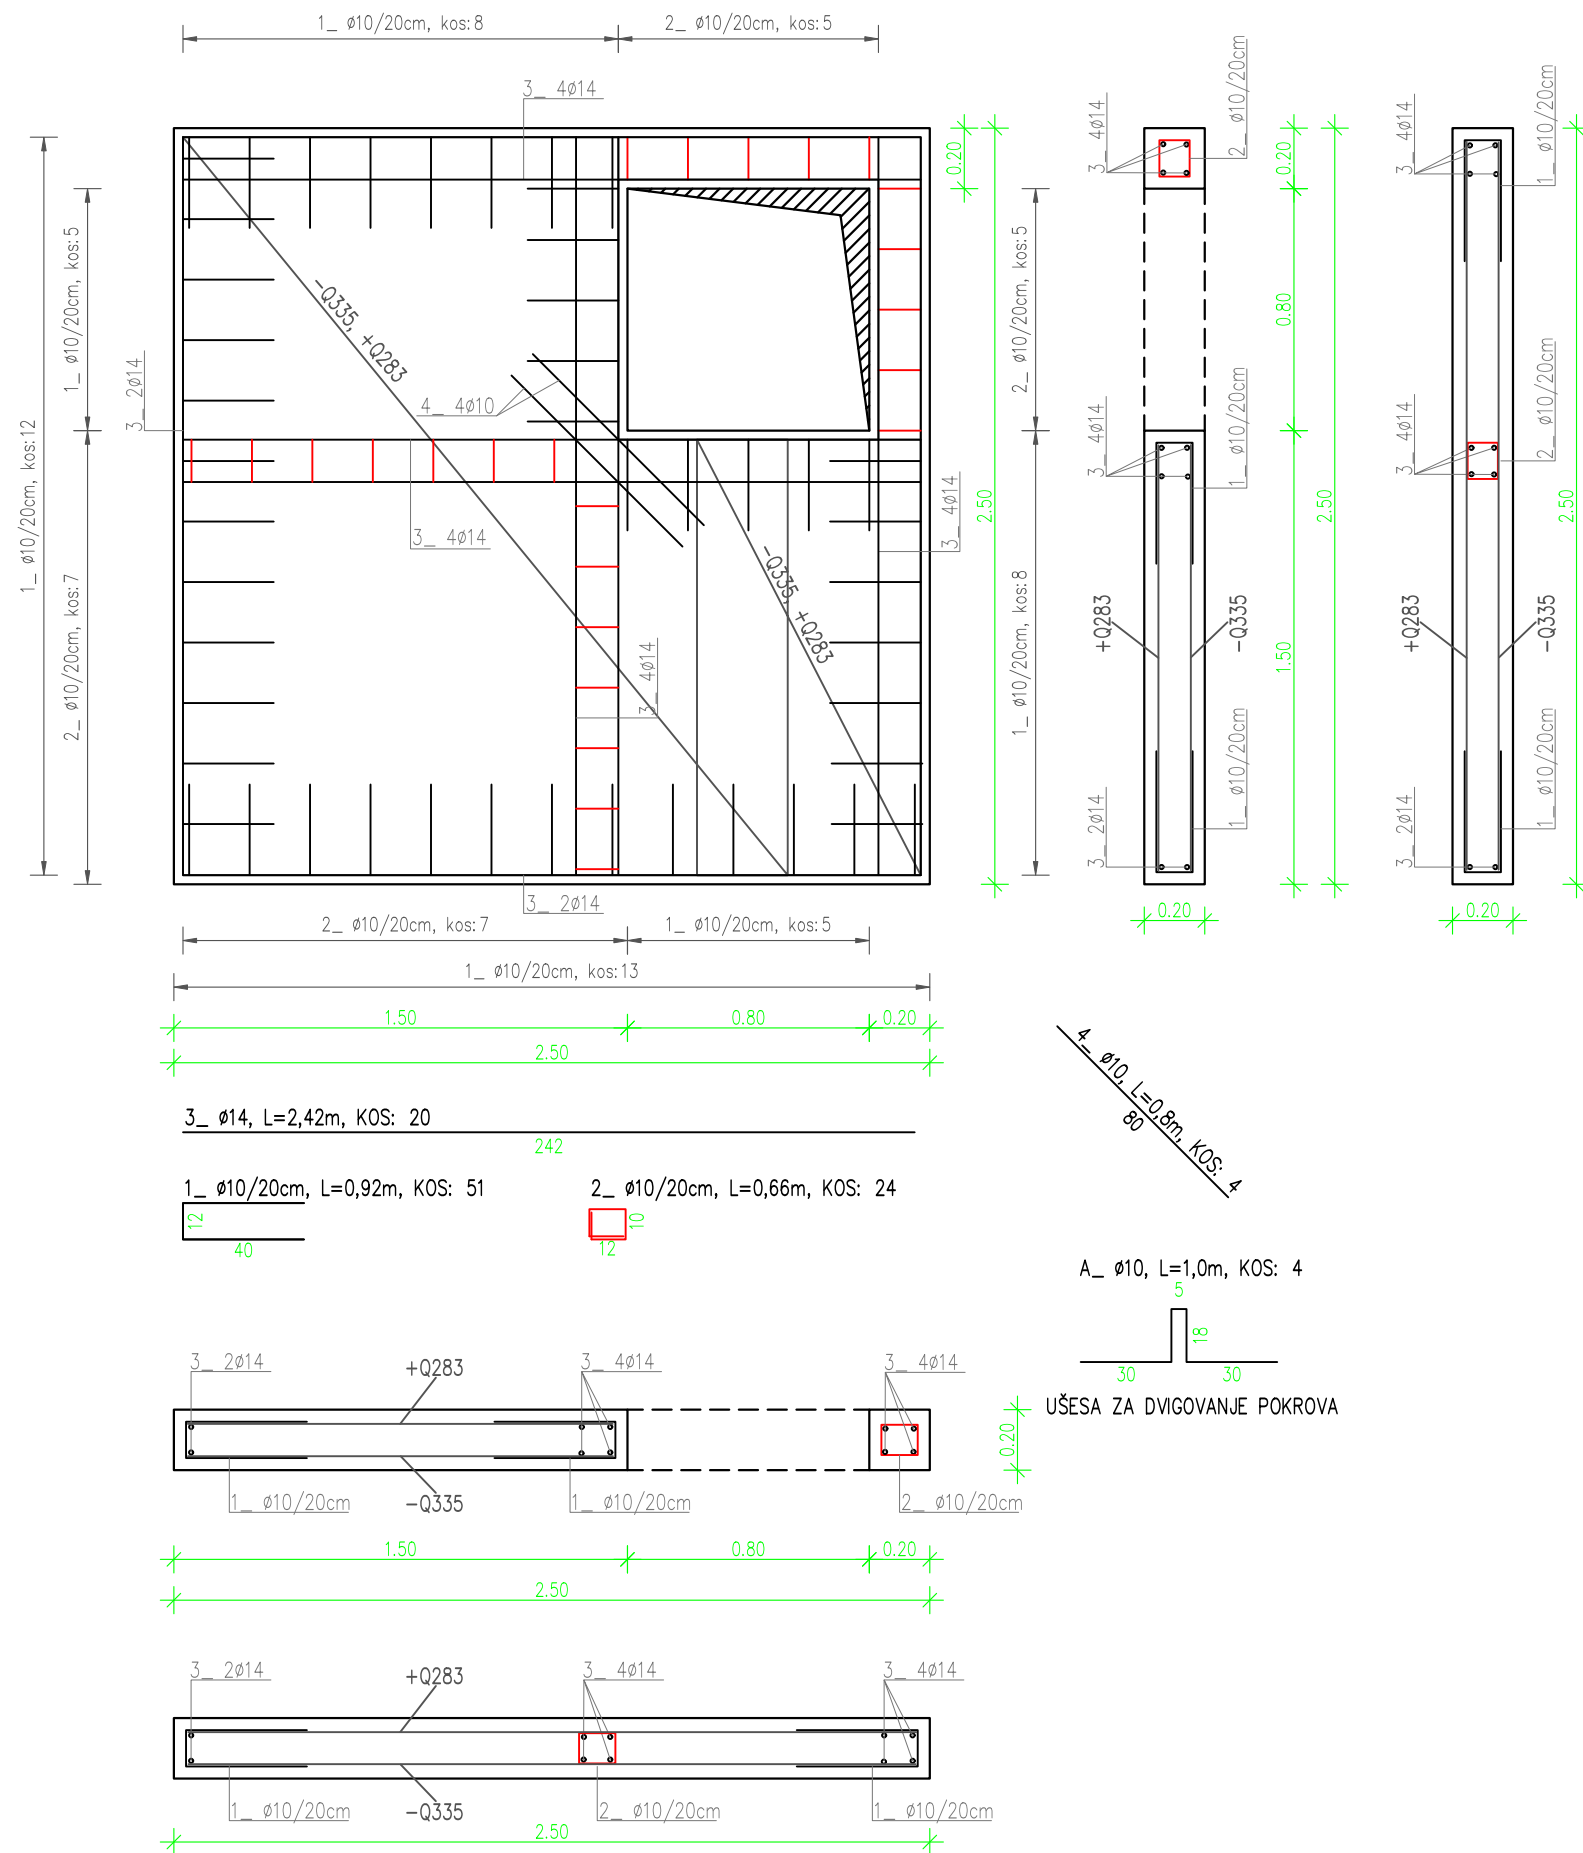 1_ ø10/20cm, kos:8
2_ ø10/20cm, kos:5
3_ 4ø14
0.20
2.50
1_ ø10/20cm, kos:12
1_ ø10/20cm, kos:5
2_ ø10/20cm, kos:7
3_ 2ø14
-Q335, +Q283
4_ 4ø10
3_ 4ø14
3_ 4ø14
-Q335, +Q283
3_ 4ø14
3_ 2ø14
2_ ø10/20cm, kos:5
1_ ø10/20cm, kos:8
3_ 4ø14
2_ ø10/20cm
0.20
0.80
1.50
2.50
3_ 4ø14
1_ ø10/20cm
+Q283
-Q335
3_ 2ø14
1_ ø10/20cm
0.20
3_ 4ø14
1_ ø10/20cm
3_ 4ø14
2_ ø10/20cm
2.50
+Q283
-Q335
3_ 2ø14
1_ ø10/20cm
0.20
2_ ø10/20cm, kos:7
1_ ø10/20cm, kos:5
1_ ø10/20cm, kos:13
1.50
0.80
0.20
2.50
3_ ø14, L=2,42m, KOS: 20
242
4_ ø10, L=0,8m, KOS: 4
80
1_ ø10/20cm, L=0,92m, KOS: 51
12
40
2_ ø10/20cm, L=0,66m, KOS: 24
10
12
A_ ø10, L=1,0m, KOS: 4
5
18
30
30
UŠESA ZA DVIGOVANJE POKROVA
3_ 2ø14
+Q283
3_ 4ø14
3_ 4ø14
0.20
1_ ø10/20cm
-Q335
1_ ø10/20cm
2_ ø10/20cm
1.50
0.80
0.20
2.50
3_ 2ø14
+Q283
3_ 4ø14
3_ 4ø14
1_ ø10/20cm
-Q335
2_ ø10/20cm
1_ ø10/20cm
2.50